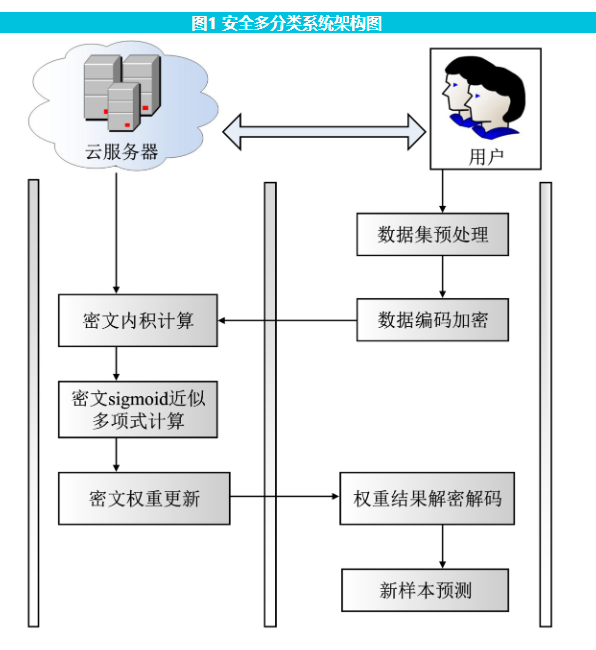 图1 安全多分类系统架构图
云服务器
用户
数据集预处理
密文内积计算
数据编码加密
密文sigmoid近似
多项式计算
密文权重更新
权重结果解密解码
新样本预测